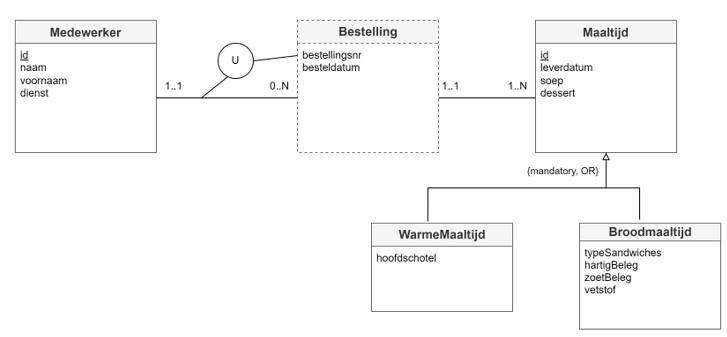 Medewerker
id
naam
voornaam
dienst
U
Bestelling
bestellingsnr
besteldatum
Maaltijd
id
leverdatum
soep
dessert
1..1
0..N
1..1
1..N
{mandatory, OR}
WarmeMaaltijd
hoofdschotel
Broodmaaltijd
typeSandwiches
hartigBeleg
zoetBeleg
vetstof